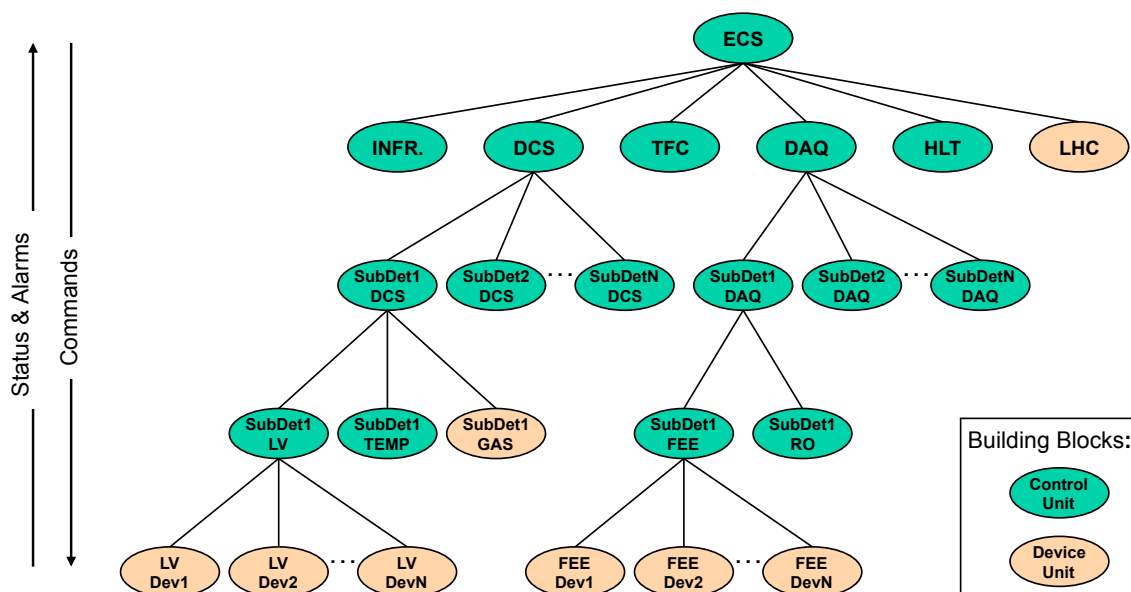 ECS
INFR.
DCS
TFC
DAQ
HLT
LHC
SubDet1
DCS
SubDet2
DCS
...
SubDetN
DCS
SubDet1
DAQ
SubDet2
DAQ
...
SubDetN
DAQ
Status & Alarms
Commands
SubDet1
LV
SubDet1
TEMP
SubDet1
GAS
SubDet1
FEE
SubDet1
RO
LV
Dev1
LV
Dev2
...
LV
DevN
FEE
Dev1
FEE
Dev2
...
FEE
DevN
Building Blocks:
Control
Unit
Device
Unit